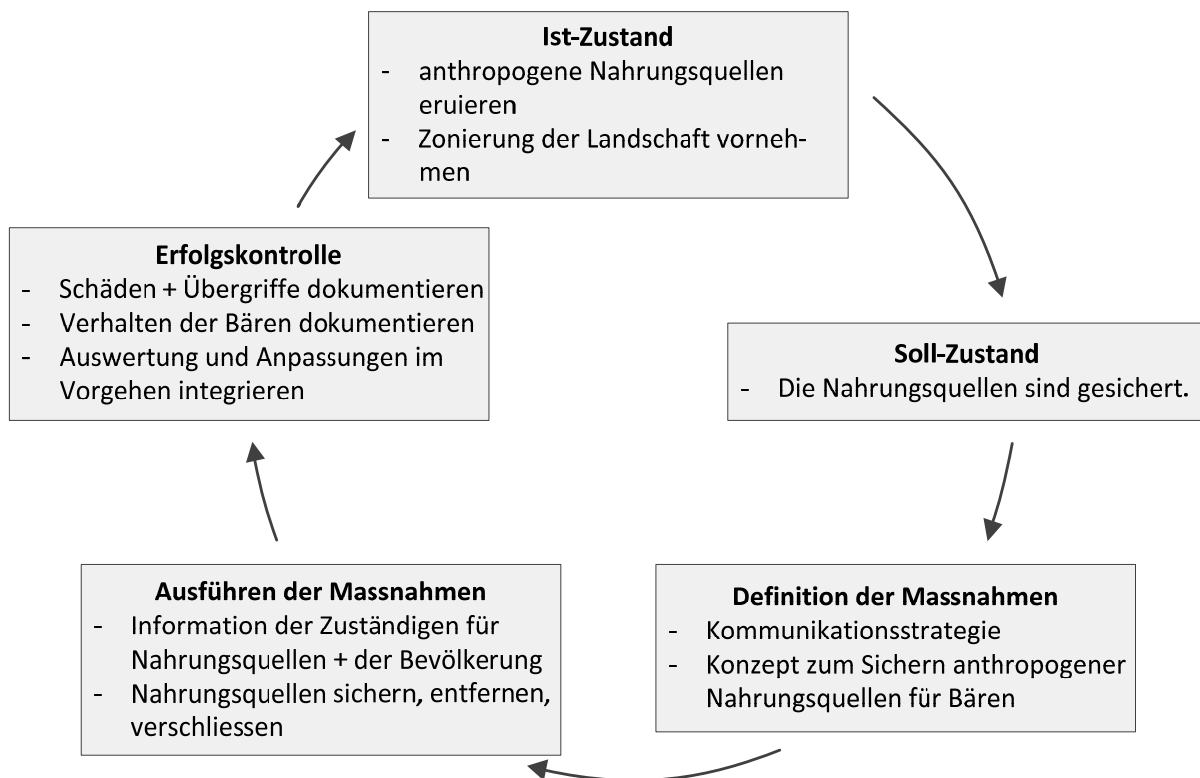 Ist-Zustand
- anthropogene Nahrungsquellen
eruieren
- Zonierung der Landschaft vorneh-
men
Soll-Zustand
- Die Nahrungsquellen sind gesichert.
Definition der Massnahmen
- Kommunikationsstrategie
- Konzept zum Sichern anthropogener
Nahrungsquellen für Bären
Ausführen der Massnahmen
- Information der Zuständigen für
Nahrungsquellen + der Bevölkerung
- Nahrungsquellen sichern, entfernen,
verschliessen
Erfolgskontrolle
- Schäden + Übergriffe dokumentieren
- Verhalten der Bären dokumentieren
- Auswertung und Anpassungen im
Vorgehen integrieren